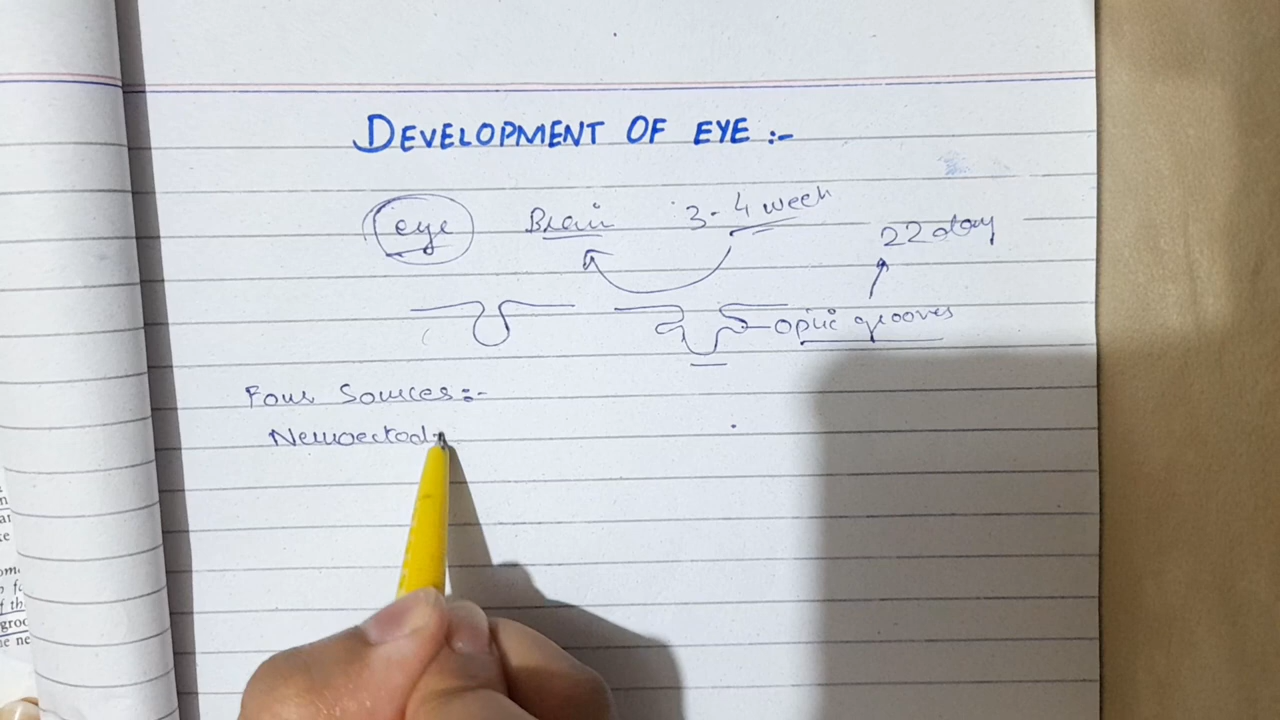 DEVELOPMENT OF EYE :-
eye Brain 3-4 week
22 day
optic grooves
Four Sources :-
Neuroectod